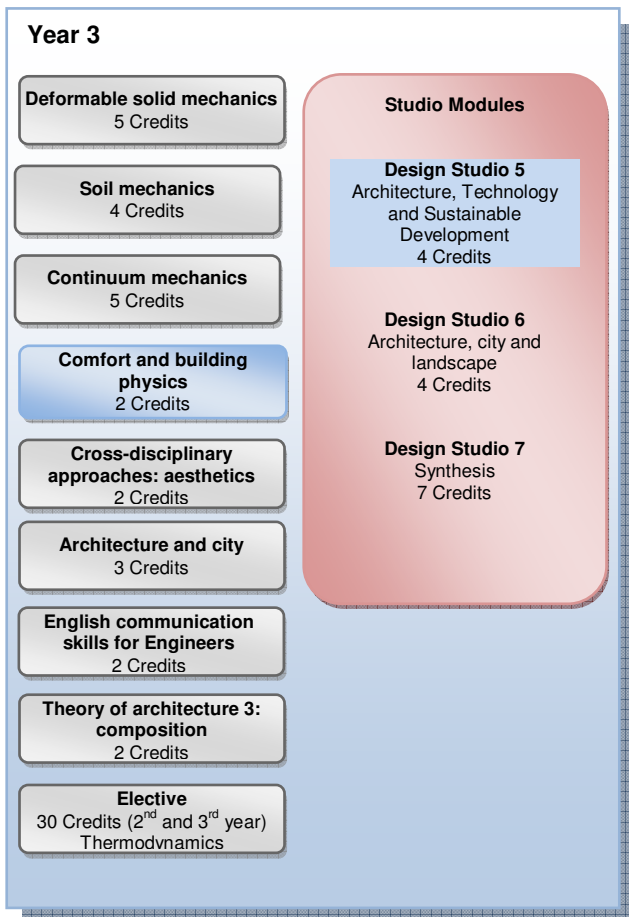 Year 3
Deformable solid mechanics
5 Credits
Soil mechanics
4 Credits
Continuum mechanics
5 Credits
Comfort and building
physics
2 Credits
Cross-disciplinary
approaches: aesthetics
2 Credits
Architecture and city
3 Credits
English communication
skills for Engineers
2 Credits
Theory of architecture 3:
composition
2 Credits
Elective
30 Credits (2nd and 3rd year)
Thermodynamics
Studio Modules
Design Studio 5
Architecture, Technology
and Sustainable
Development
4 Credits
Design Studio 6
Architecture, city and
landscape
4 Credits
Design Studio 7
Synthesis
7 Credits